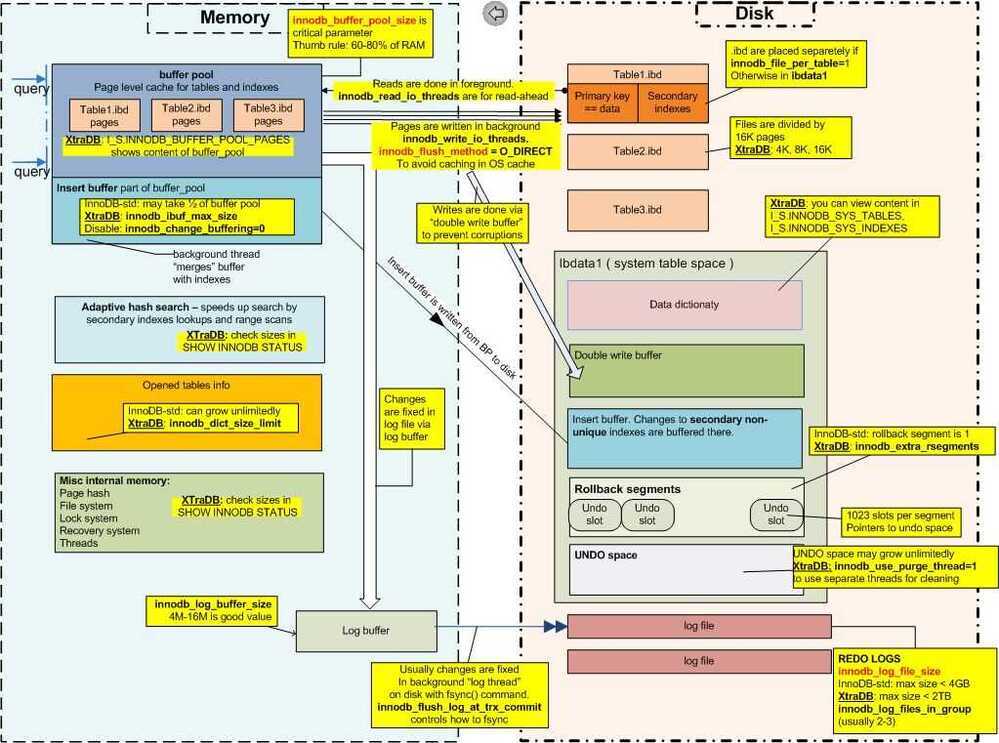 Memory
innodb_buffer_pool_size is
critical parameter
Thumb rule: 60-80% of RAM
query
buffer pool
Page level cache for tables and indexes
Table1.ibd
pages
Table2.ibd
pages
Table3.ibd
pages
XtraDB: I_S.INNODB_BUFFER_POOL_PAGES
shows content of buffer_pool
query
Insert buffer part of buffer_pool
InnoDB-std: may take ½ of buffer pool
XtraDB: innodb_ibuf_max_size
Disable: innodb_change_buffering=0
background thread
"merges" buffer
with indexes
Adaptive hash search – speeds up search by
secondary indexes lookups and range scans
XTraDB: check sizes in
SHOW INNODB STATUS
Opened tables info
InnoDB-std: can grow unlimitedly
XtraDB: innodb_dict_size_limit
Misc internal memory:
Page hash
File system
Lock system
Recovery system
Threads
XTraDB: check sizes in
SHOW INNODB STATUS
innodb_log_buffer_size
4M-16M is good value
Log buffer
Reads are done in foreground.
innodb_read_io_threads are for read-ahead
Pages are written in background
innodb_write_io_threads.
innodb_flush_method = O_DIRECT
To avoid caching in OS cache
Writes are done via
"double write buffer"
to prevent corruptions
Insert buffer is written from BP to disk
Changes
are fixed in
log file via
log buffer
Usually changes are fixed
In background "log thread"
on disk with fsync() command.
innodb_flush_log_at_trx_commit
controls how to fsync
Disk
.ibd are placed separetely if
innodb_file_per_table=1
Otherwise in ibdata1
Table1.ibd
Primary key
== data
Secondary
indexes
Files are divided by
16K pages
XtraDB: 4K, 8K, 16K
Table2.ibd
Table3.ibd
XtraDB: you can view content in
I_S.INNODB_SYS_TABLES,
I_S.INNODB_SYS_INDEXES
Ibdata1 ( system table space )
Data dictionaty
Double write buffer
Insert buffer. Changes to secondary non-
unique indexes are buffered there.
InnoDB-std: rollback segment is 1
XtraDB: innodb_extra_rsegments
Rollback segments
Undo
slot
Undo
slot
Undo
slot
1023 slots per segment
Pointers to undo space
UNDO space
UNDO space may grow unlimitedly
XtraDB: innodb_use_purge_thread=1
to use separate threads for cleaning
log file
log file
REDO LOGS
innodb_log_file_size
InnoDB-std: max size < 4GB
XtraDB: max size < 2TB
innodb_log_files_in_group
(usually 2-3)